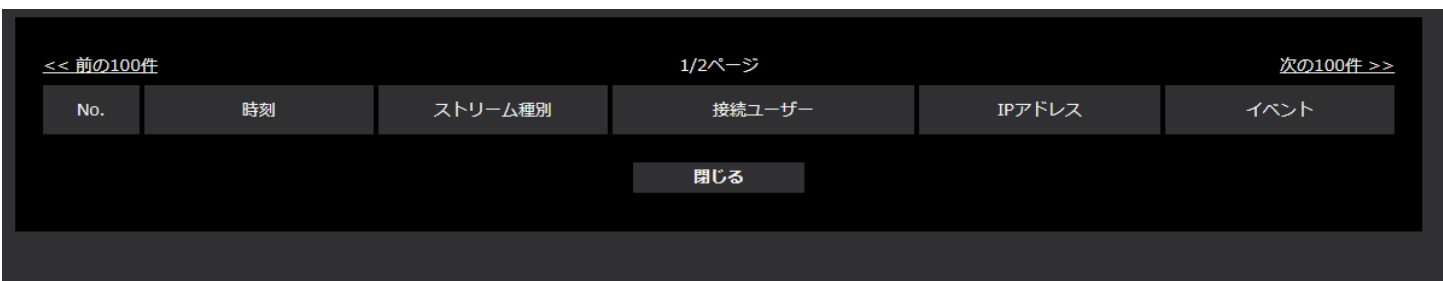 << 前の100件 1/2ページ 次の100件 >>
No. 時刻 ストリーム種別 接続ユーザー IPアドレス イベント
閉じる